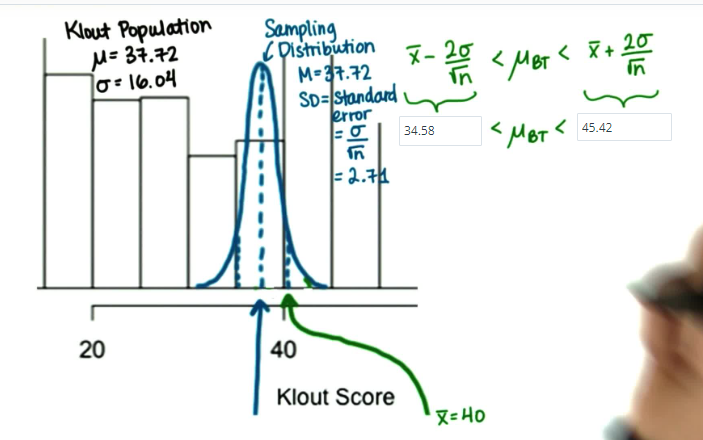 Klout Population
μ= 37.72
σ= 16.04
Sampling
Distribution
M=37.72
SD= Standard
error
= σ/√n
= 2.71
x̄ - 2σ/√n < μBT < x̄ + 2σ/√n
34.58 < μBT < 45.42
20 40
Klout Score
x̄=40